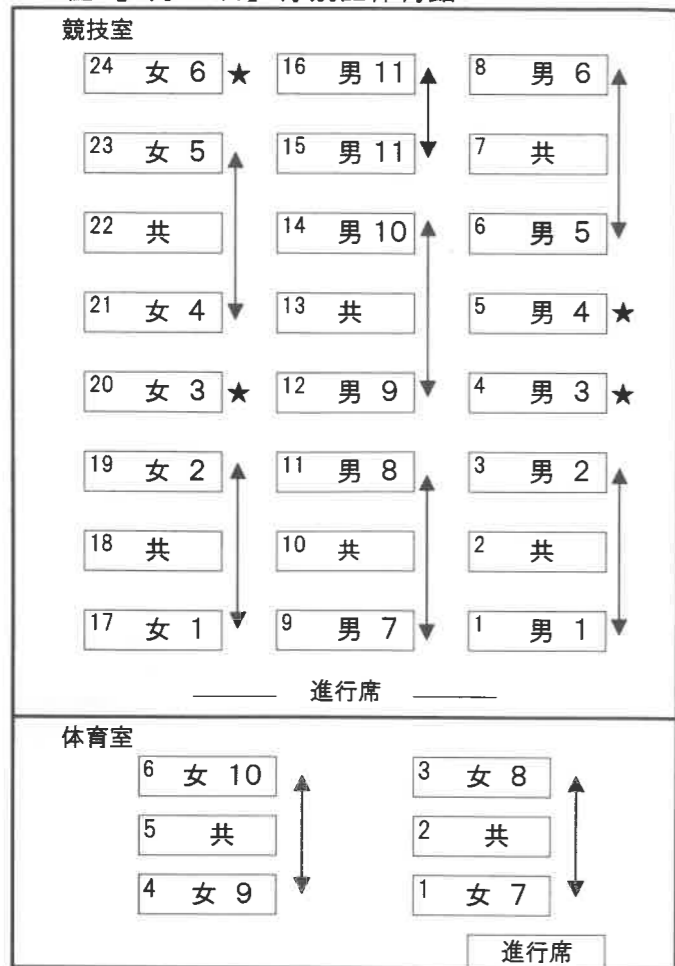 競技室
24 女 6 ★ 16 男 11 8 男 6
23 女 5 15 男 11 7 共
22 共 14 男 10 6 男 5
21 女 4 13 共 5 男 4 ★
20 女 3 ★ 12 男 9 4 男 3 ★
19 女 2 11 男 8 3 男 2
18 共 10 共 2 共
17 女 1 9 男 7 1 男 1
進行席
体育室
6 女 10 3 女 8
5 共 2 共
4 女 9 1 女 7
進行席